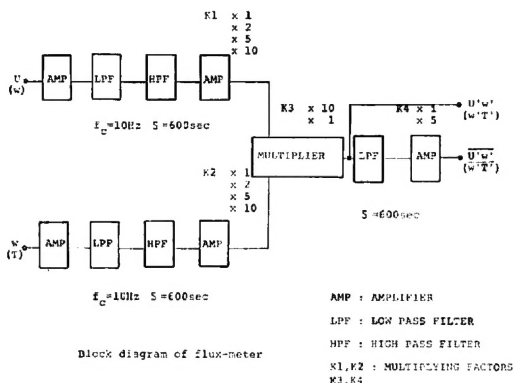 K1 x 1
x 2
x 5
x 10
U
(w)
AMP
LPF
HPF
AMP
fc=10Hz S=600sec
K3 x 10
x 1
K4 x 1
x 5
U'w'
(w'T')
MULTIPLIER
LPF
AMP
U'w'
(w'T')
S=600sec
K2 x 1
x 2
x 5
x 10
w
(T)
AMP
LPF
HPF
AMP
fc=10Hz S=600sec
AMP : AMPLIFIER
LPF : LOW PASS FILTER
HPF : HIGH PASS FILTER
K1,K2 : MULTIPLYING FACTORS
K3,K4
Block diagram of flux-meter